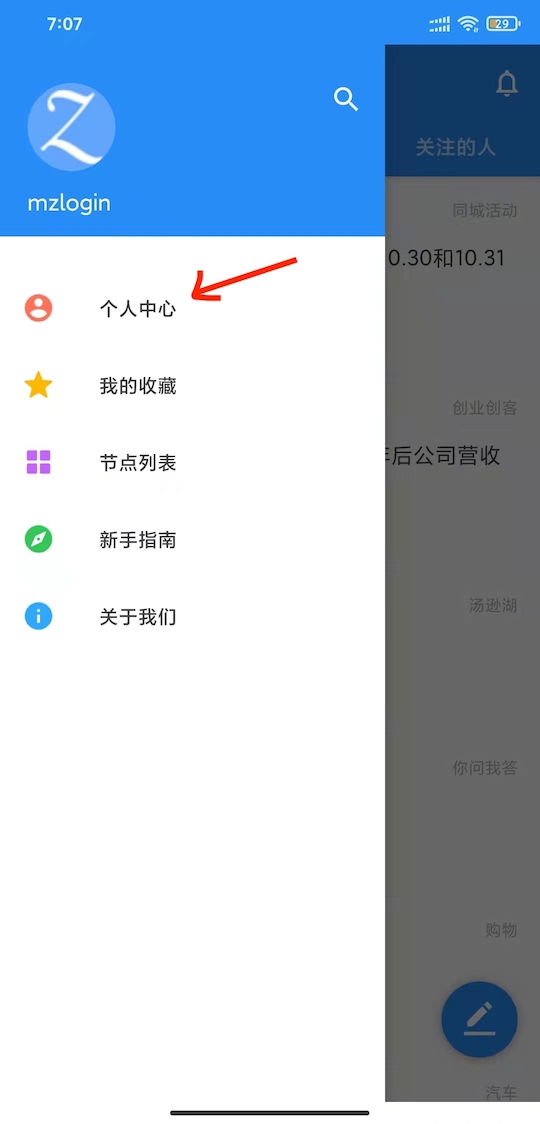 7:07
29
Z
关注的人
mzlogin
同城活动
0.30和10.31
个人中心
我的收藏
创业创客
后公司营收
节点列表
新手指南
关于我们
汤逊湖
你问我答
购物
汽车